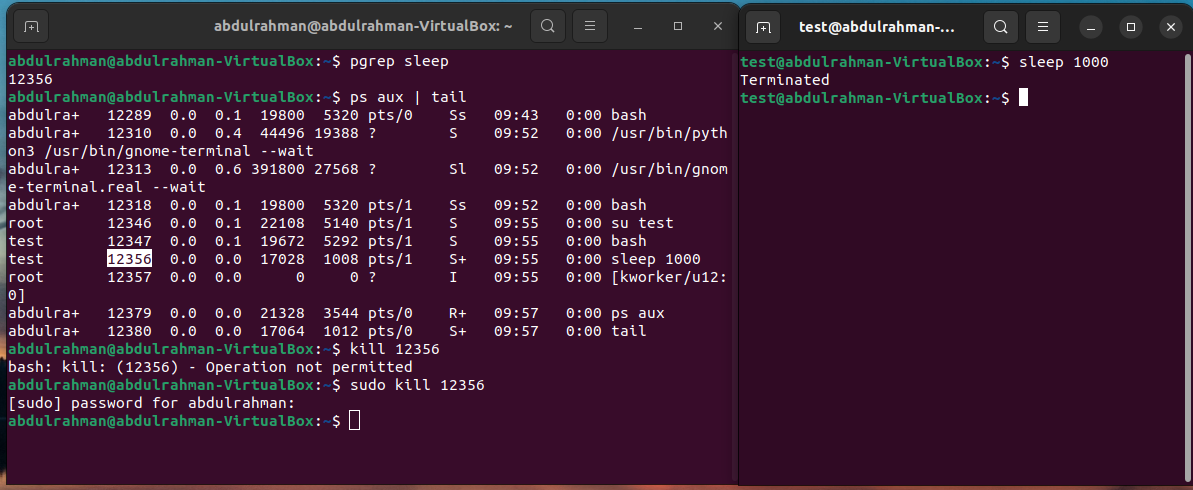 abdulrahman@abdulrahman-VirtualBox: ~
abdulrahman@abdulrahman-VirtualBox:~$ pgrep sleep
12356
abdulrahman@abdulrahman-VirtualBox:~$ ps aux | tail
abdulra+   12289  0.0  0.1  19800  5320 pts/0    Ss   09:43   0:00 bash
abdulra+   12310  0.0  0.4  44496 19388 ?        S    09:52   0:00 /usr/bin/pyth
on3 /usr/bin/gnome-terminal --wait
abdulra+   12313  0.0  0.6 391800 27568 ?        Sl   09:52   0:00 /usr/bin/gnom
e-terminal.real --wait
abdulra+   12318  0.0  0.1  19800  5320 pts/1    Ss   09:52   0:00 bash
root       12346  0.0  0.1  22108  5140 pts/1    S    09:55   0:00 su test
test       12347  0.0  0.1  19672  5292 pts/1    S    09:55   0:00 bash
test       12356  0.0  0.0  17028  1008 pts/1    S+   09:55   0:00 sleep 1000
root       12357  0.0  0.0      0     0 ?        I    09:55   0:00 [kworker/u12:
0]
abdulra+   12379  0.0  0.0  21328  3544 pts/0    R+   09:57   0:00 ps aux
abdulra+   12380  0.0  0.0  17064  1012 pts/0    S+   09:57   0:00 tail
abdulrahman@abdulrahman-VirtualBox:~$ kill 12356
bash: kill: (12356) - Operation not permitted
abdulrahman@abdulrahman-VirtualBox:~$ sudo kill 12356
[sudo] password for abdulrahman:
abdulrahman@abdulrahman-VirtualBox:~$
test@abdulrahman-...
test@abdulrahman-VirtualBox:~$ sleep 1000
Terminated
test@abdulrahman-VirtualBox:~$